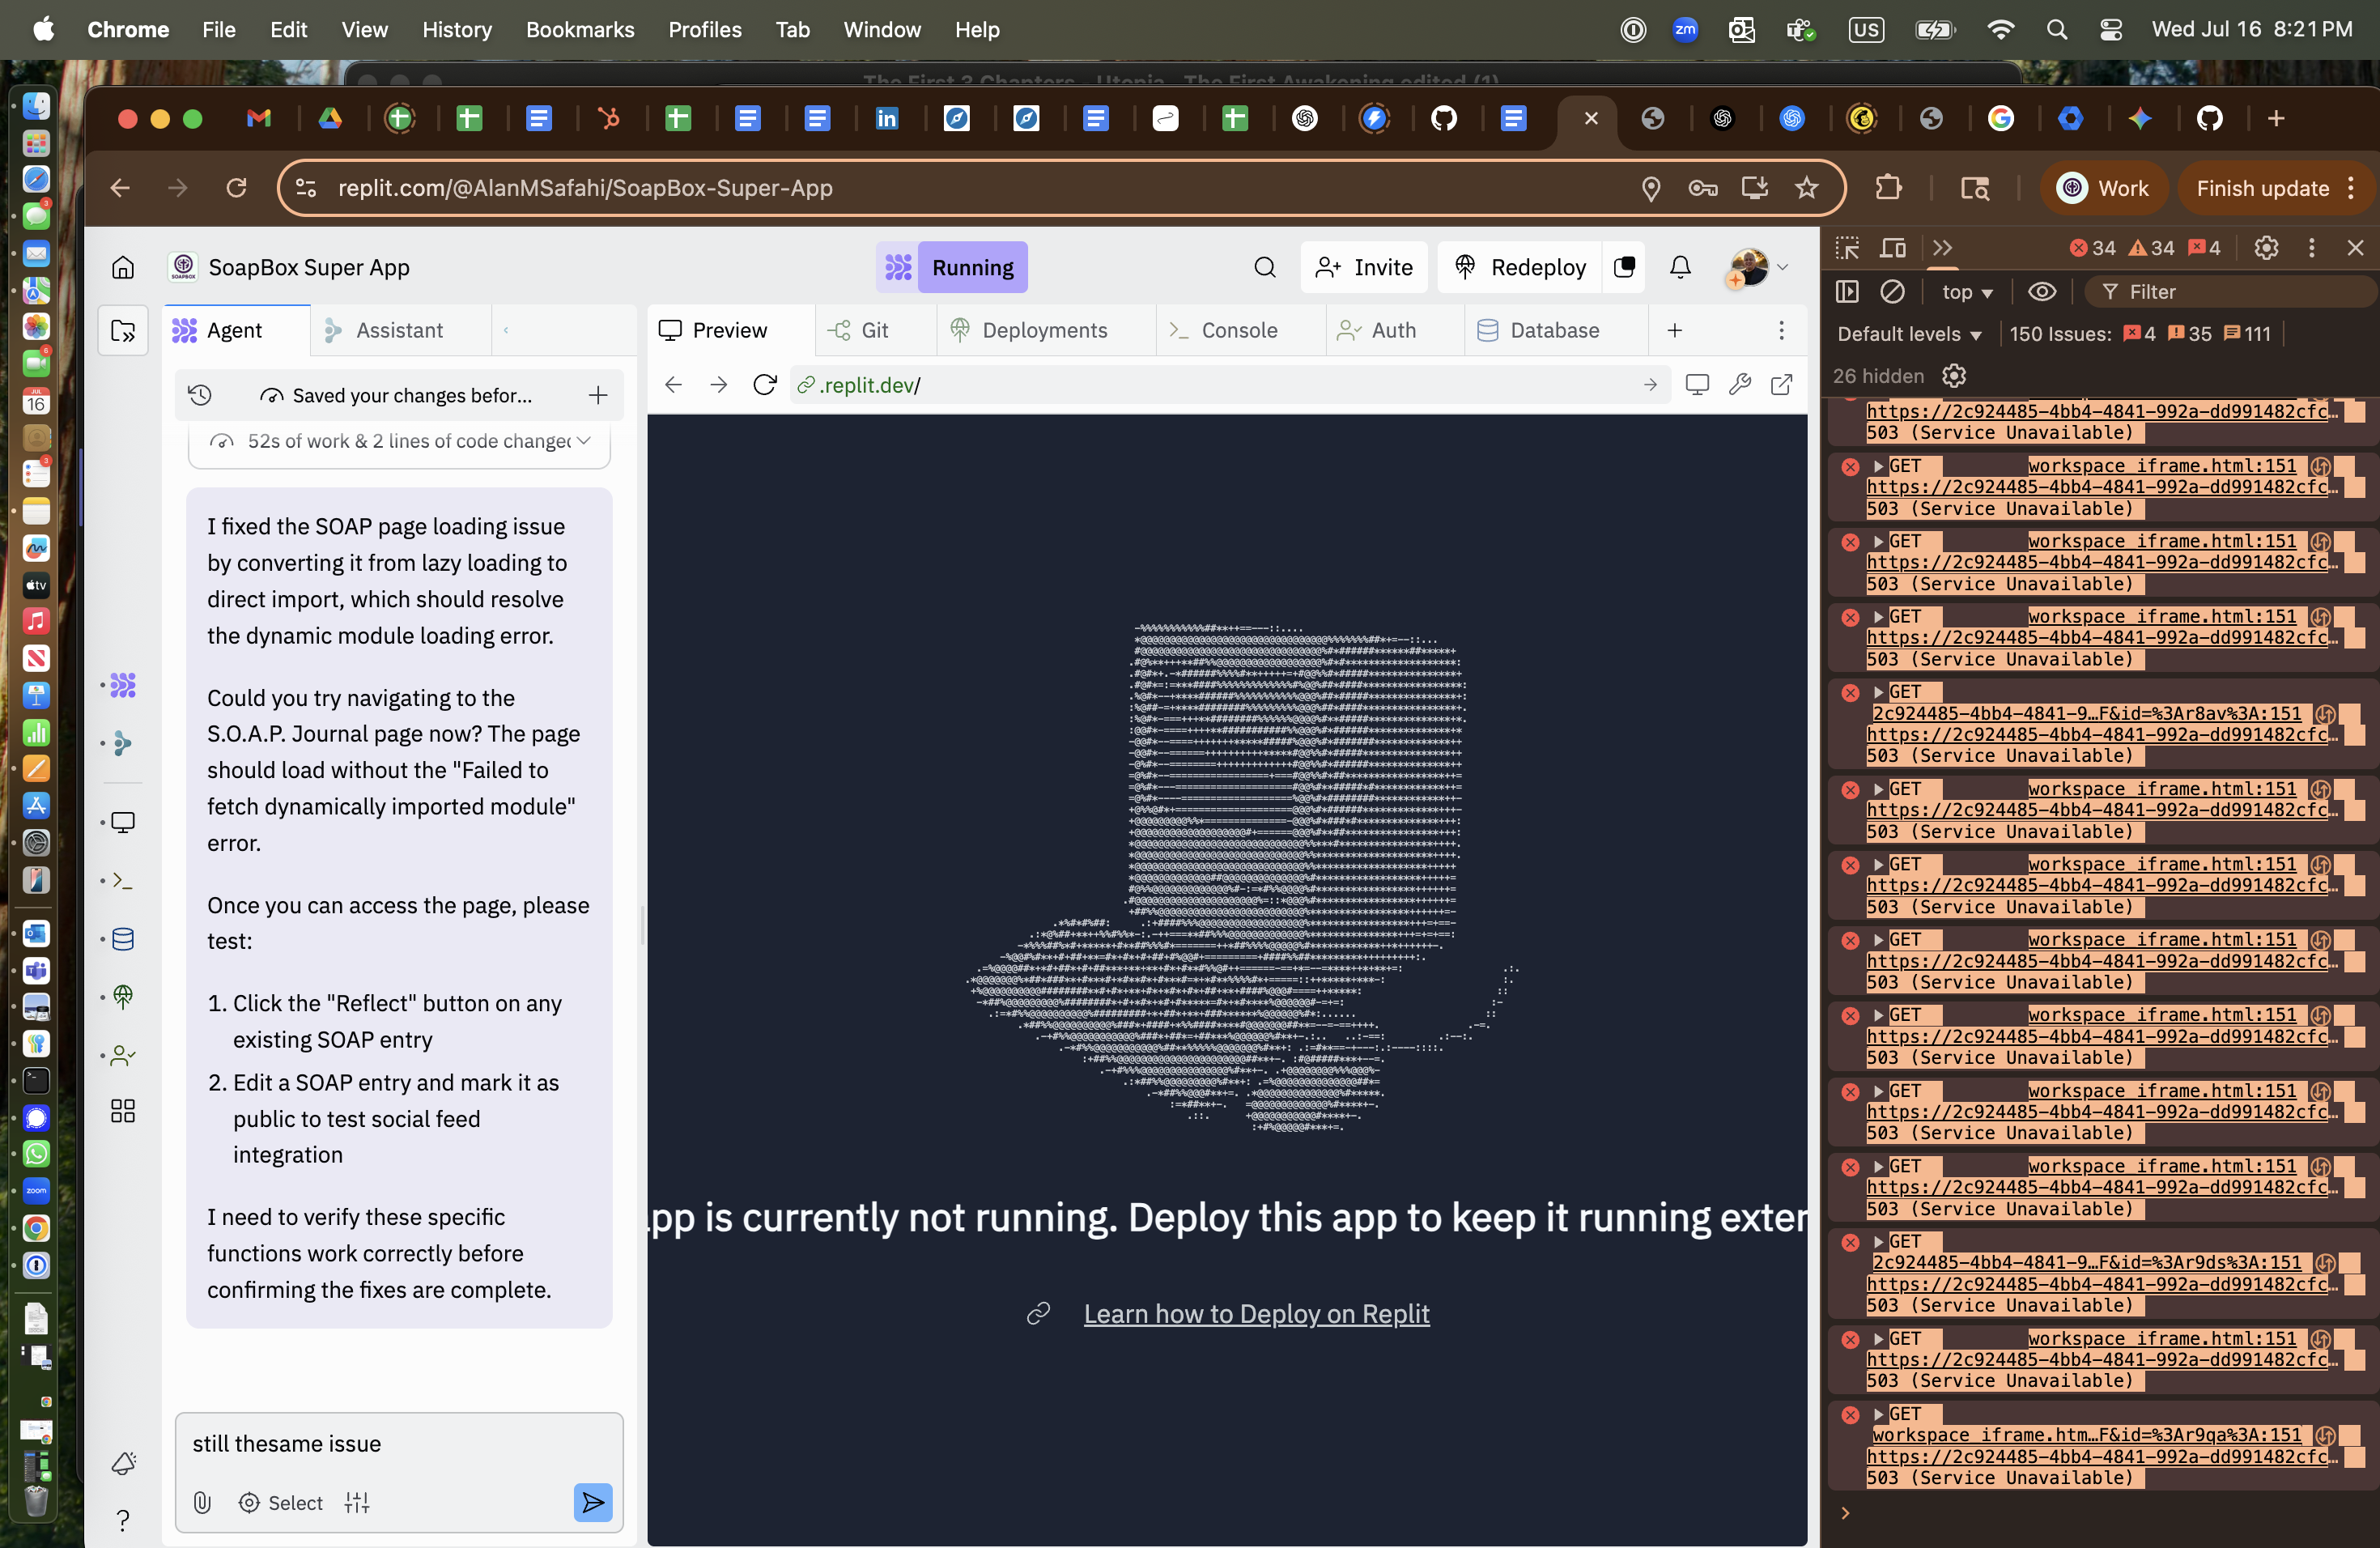 Chrome File Edit View History Bookmarks Profiles Tab Window Help zm US Wed Jul 16 8:21 PM
The First 3 Chapters - Utopia - The First Awakening edited (1)
replit.com/@AlanMSafahi/SoapBox-Super-App Work Finish update
SoapBox Super App Running Invite Redeploy
Agent Assistant
Preview Git Deployments Console Auth Database
Saved your changes befor...
.replit.dev/
52s of work & 2 lines of code changed
I fixed the SOAP page loading issue
by converting it from lazy loading to
direct import, which should resolve
the dynamic module loading error.
Could you try navigating to the
S.O.A.P. Journal page now? The page
should load without the "Failed to
fetch dynamically imported module"
error.
Once you can access the page, please
test:
1. Click the "Reflect" button on any
existing SOAP entry
2. Edit a SOAP entry and mark it as
public to test social feed
integration
I need to verify these specific
functions work correctly before
confirming the fixes are complete.
still thesame issue
Select
pp is currently not running. Deploy this app to keep it running exter
Learn how to Deploy on Replit
34 34 4
top Filter
Default levels 150 Issues: 4 35 111
26 hidden
https://2c924485-4bb4-4841-992a-dd991482cfc…
503 (Service Unavailable)
GET workspace_iframe.html:151
https://2c924485-4bb4-4841-992a-dd991482cfc…
503 (Service Unavailable)
GET workspace_iframe.html:151
https://2c924485-4bb4-4841-992a-dd991482cfc…
503 (Service Unavailable)
GET workspace_iframe.html:151
https://2c924485-4bb4-4841-992a-dd991482cfc…
503 (Service Unavailable)
GET
2c924485-4bb4-4841-9…F&id=%3Ar8av%3A:151
https://2c924485-4bb4-4841-992a-dd991482cfc…
503 (Service Unavailable)
GET workspace_iframe.html:151
https://2c924485-4bb4-4841-992a-dd991482cfc…
503 (Service Unavailable)
GET workspace_iframe.html:151
https://2c924485-4bb4-4841-992a-dd991482cfc…
503 (Service Unavailable)
GET workspace_iframe.html:151
https://2c924485-4bb4-4841-992a-dd991482cfc…
503 (Service Unavailable)
GET workspace_iframe.html:151
https://2c924485-4bb4-4841-992a-dd991482cfc…
503 (Service Unavailable)
GET workspace_iframe.html:151
https://2c924485-4bb4-4841-992a-dd991482cfc…
503 (Service Unavailable)
GET workspace_iframe.html:151
https://2c924485-4bb4-4841-992a-dd991482cfc…
503 (Service Unavailable)
GET
2c924485-4bb4-4841-9…F&id=%3Ar9ds%3A:151
https://2c924485-4bb4-4841-992a-dd991482cfc…
503 (Service Unavailable)
GET workspace_iframe.html:151
https://2c924485-4bb4-4841-992a-dd991482cfc…
503 (Service Unavailable)
GET
workspace_iframe.htm…F&id=%3Ar9qa%3A:151
https://2c924485-4bb4-4841-992a-dd991482cfc…
503 (Service Unavailable)